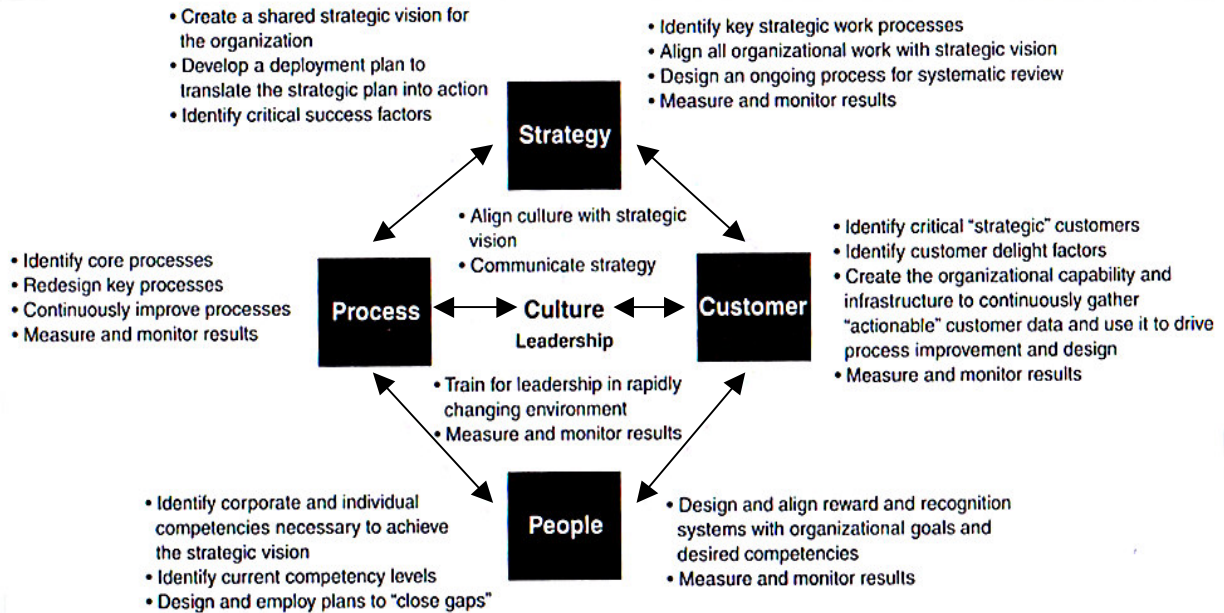 • Create a shared strategic vision for
the organization
• Develop a deployment plan to
translate the strategic plan into action
• Identify critical success factors
• Identify key strategic work processes
• Align all organizational work with strategic vision
• Design an ongoing process for systematic review
• Measure and monitor results
Strategy
• Align culture with strategic
vision
• Communicate strategy
• Identify core processes
• Redesign key processes
• Continuously improve processes
• Measure and monitor results
Process
Culture
Leadership
Customer
• Identify critical "strategic" customers
• Identify customer delight factors
• Create the organizational capability and
infrastructure to continuously gather
"actionable" customer data and use it to drive
process improvement and design
• Measure and monitor results
• Train for leadership in rapidly
changing environment
• Measure and monitor results
• Identify corporate and individual
competencies necessary to achieve
the strategic vision
• Identify current competency levels
• Design and employ plans to "close gaps"
People
• Design and align reward and recognition
systems with organizational goals and
desired competencies
• Measure and monitor results